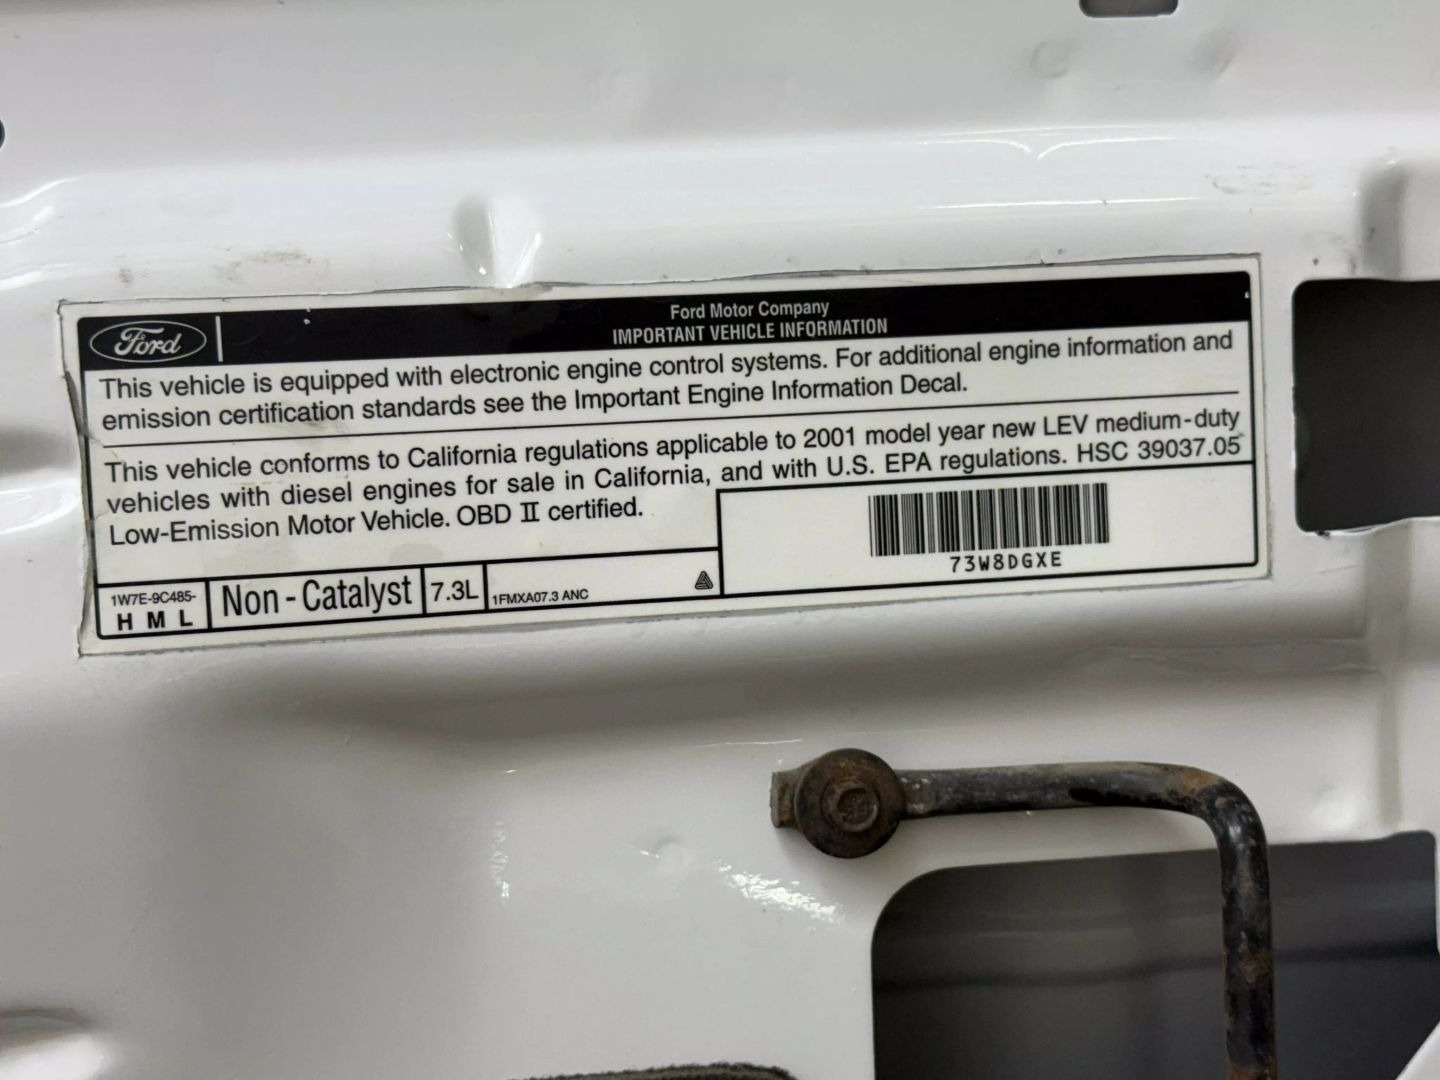 Ford
Ford Motor Company
IMPORTANT VEHICLE INFORMATION
This vehicle is equipped with electronic engine control systems. For additional engine information and
emission certification standards see the Important Engine Information Decal.
This vehicle conforms to California regulations applicable to 2001 model year new LEV medium-duty
vehicles with diesel engines for sale in California, and with U.S. EPA regulations. HSC 39037.05
Low-Emission Motor Vehicle. OBD II certified.
73W8DGXE
1W7E-9C485-
H M L
Non-Catalyst
7.3L
1FMXA07.3 ANC